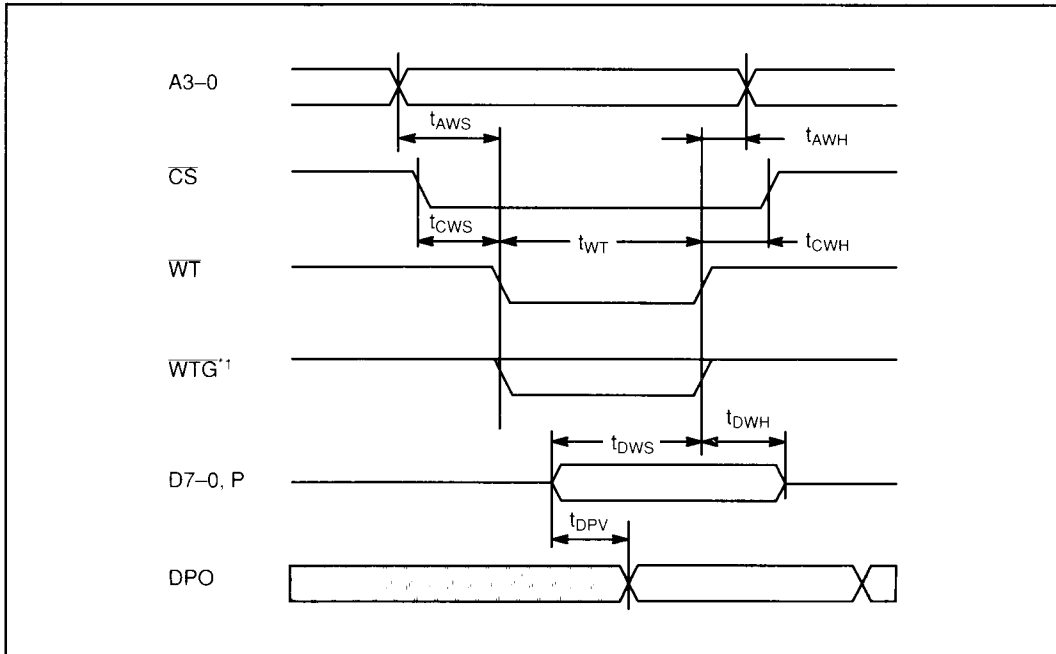 A3–0
tAWS
tAWH
CS
tCWS
tWT
tCWH
WT
WTG*1
tDWS
tDWH
D7–0, P
tDPV
DPO